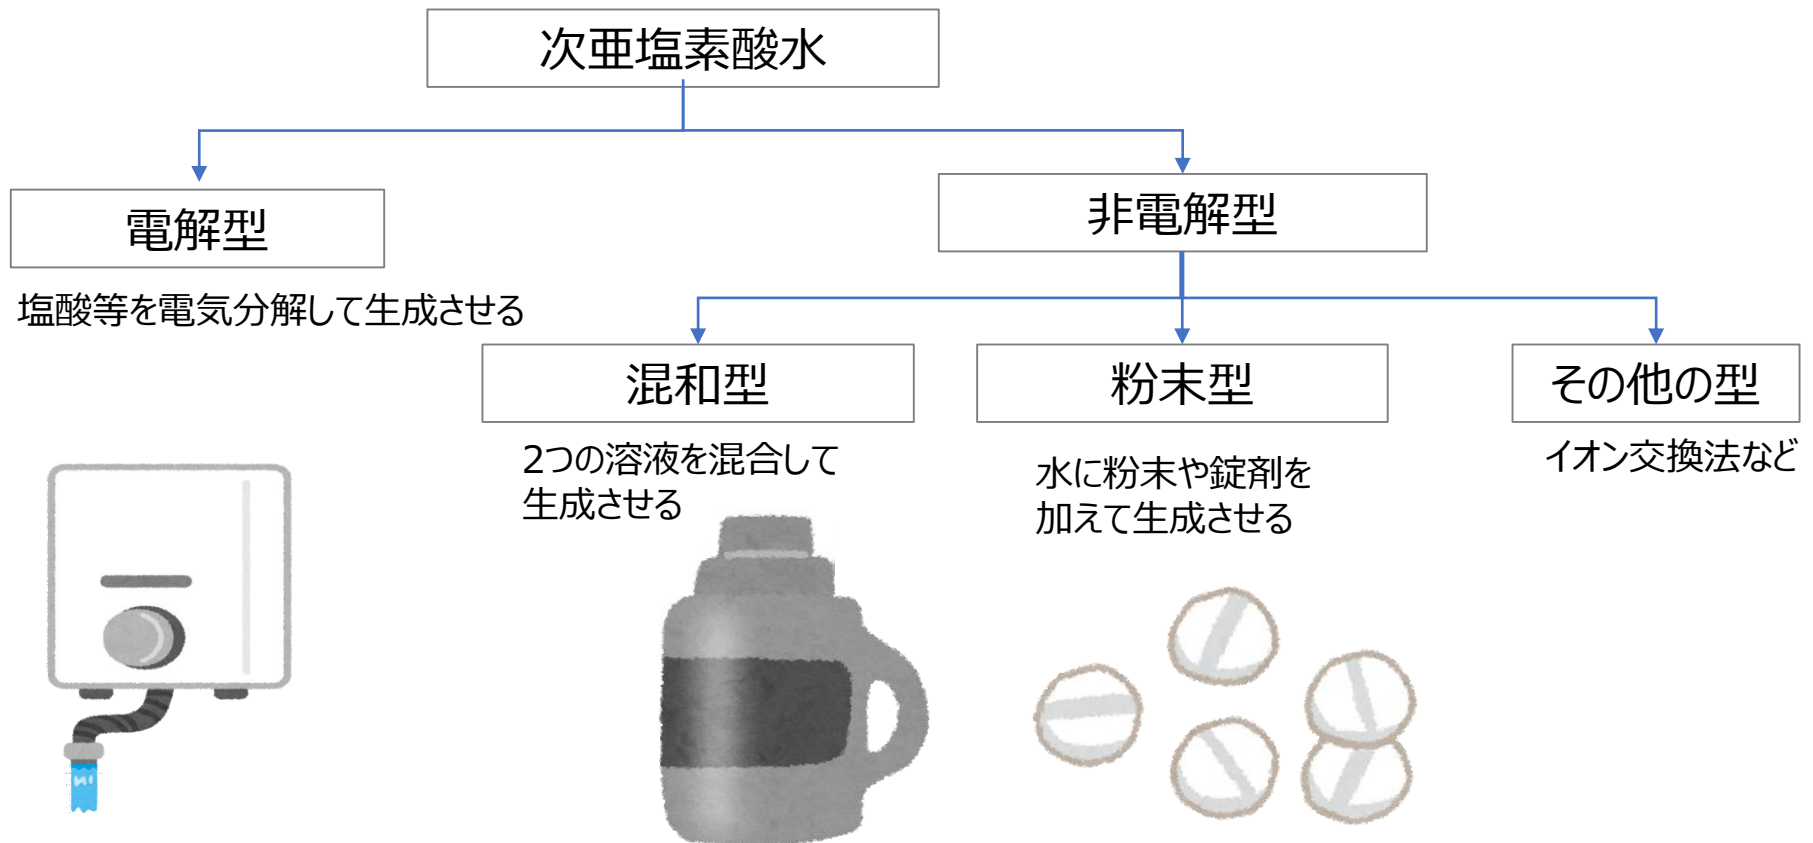 次亜塩素酸水
電解型
塩酸等を電気分解して生成させる
非電解型
混和型
2つの溶液を混合して
生成させる
粉末型
水に粉末や錠剤を
加えて生成させる
その他の型
イオン交換法など